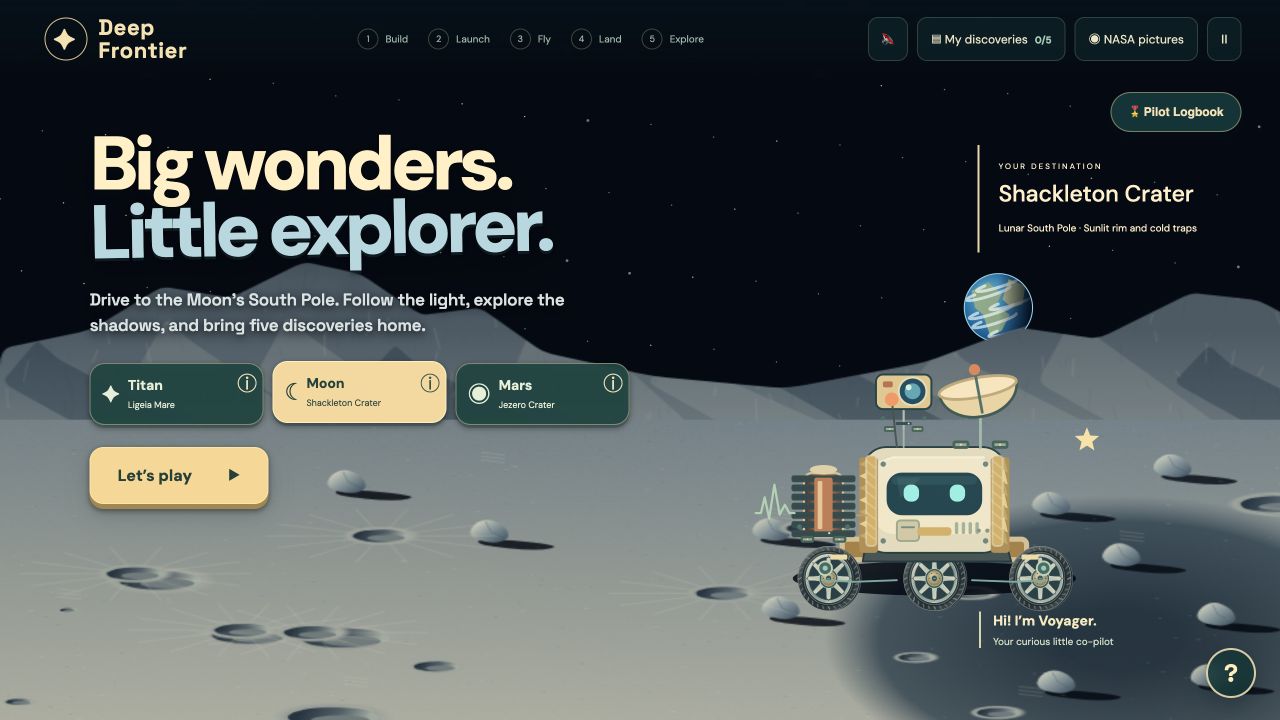 Deep
Frontier
1 Build 2 Launch 3 Fly 4 Land 5 Explore
My discoveries 0/5
NASA pictures
Pilot Logbook
Big wonders.
Little explorer.
Drive to the Moon's South Pole. Follow the light, explore the
shadows, and bring five discoveries home.
YOUR DESTINATION
Shackleton Crater
Lunar South Pole · Sunlit rim and cold traps
Titan
Ligeia Mare
Moon
Shackleton Crater
Mars
Jezero Crater
Let's play
Hi! I'm Voyager.
Your curious little co-pilot
?